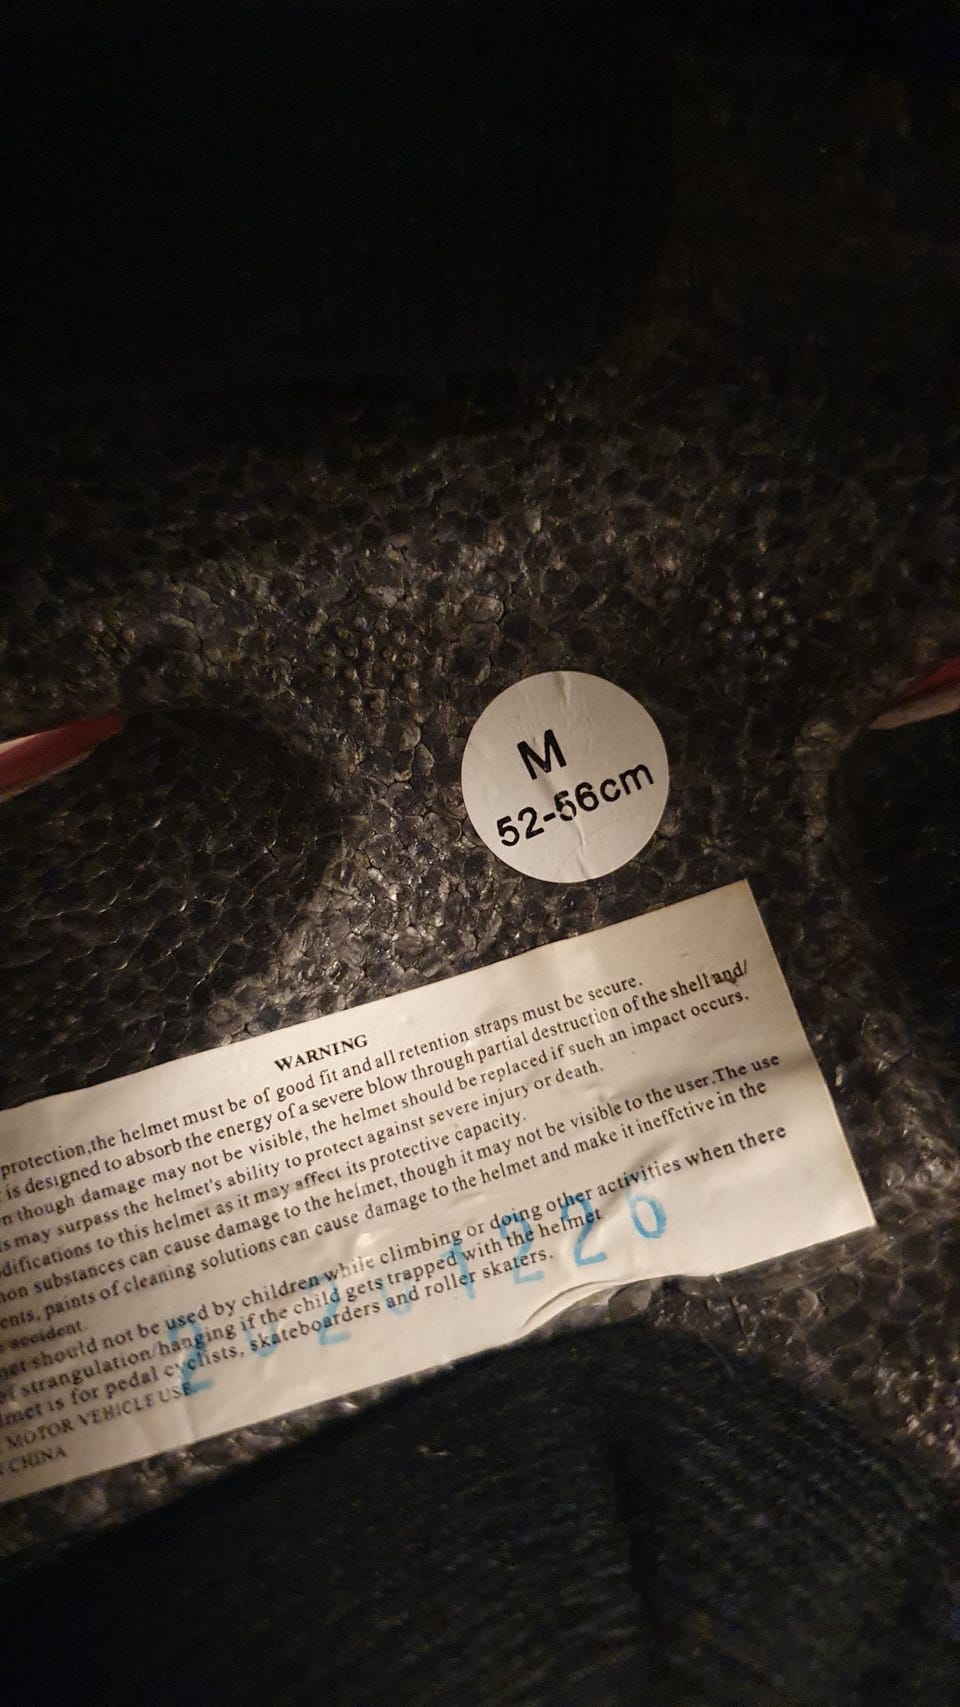 M
52-56cm
WARNING
protection,the helmet must be of good fit and all retention straps must be secure.
is designed to absorb the energy of a severe blow through partial destruction of the shell and/
though damage may not be visible, the helmet should be replaced if such an impact occurs.
may surpass the helmet's ability to protect against severe injury or death.
to this helmet as it may affect its protective capacity.
substances can cause damage to the helmet, though it may not be visible to the user.The use
paints of cleaning solutions can cause damage to the helmet and make it ineffctive in the
accident.
should not be used by children while climbing or doing other activities when there
strangulation/hanging if the child gets trapped with the helmet
is for pedal cyclists, skateboarders and roller skaters.
MOTOR VEHICLE USE.
CHINA
20201226